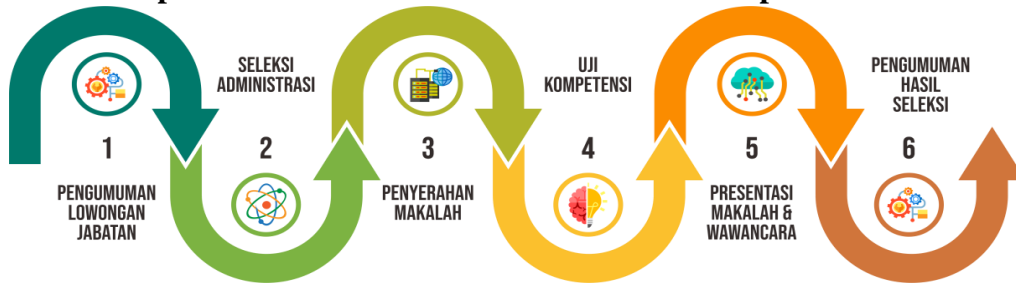 1
PENGUMUMAN
LOWONGAN
JABATAN
SELEKSI
ADMINISTRASI
2
3
PENYERAHAN
MAKALAH
UJI
KOMPETENSI
4
5
PRESENTASI
MAKALAH &
WAWANCARA
PENGUMUMAN
HASIL
SELEKSI
6